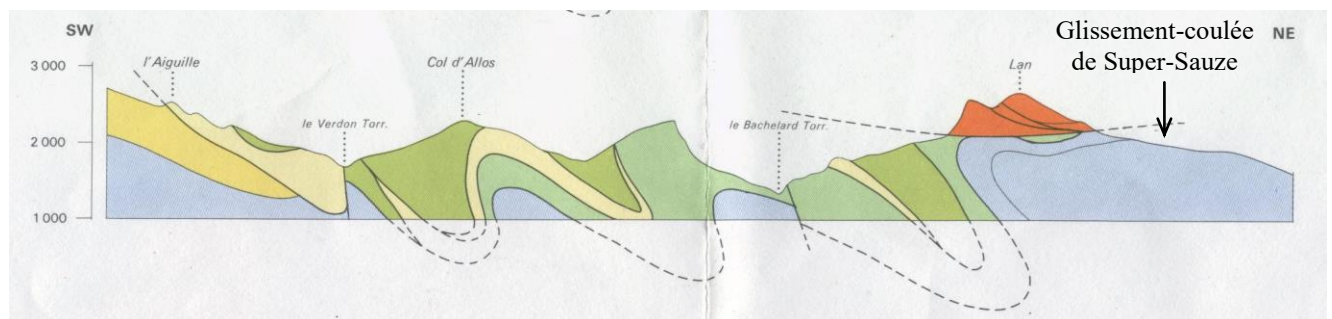 SW
Glissement-coulée
de Super-Sauze
NE
3 000
l'Aiguille
Col d'Allos
Lan
le Verdon Torr.
le Bachelard Torr.
2 000
1 000